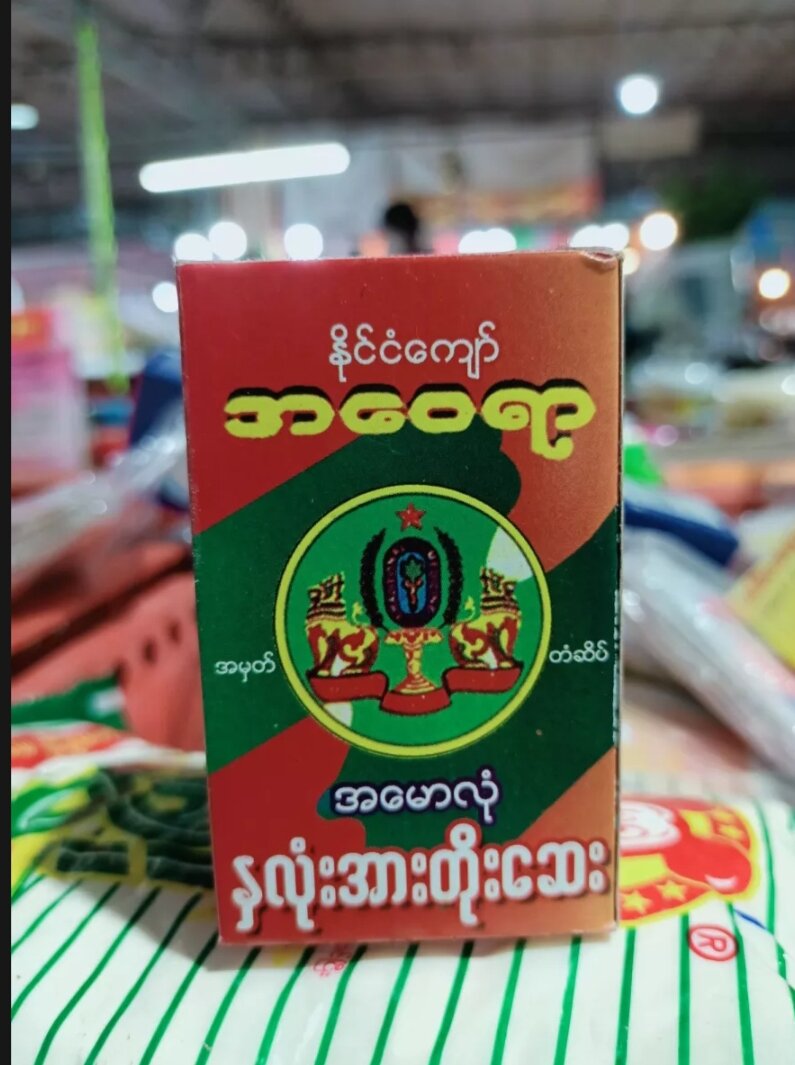 နိုင်ငံကျော်
အဝေရာ
အမှတ်
တံဆိပ်
အမောလုံ
နှလုံးအားတိုးဆေး
®